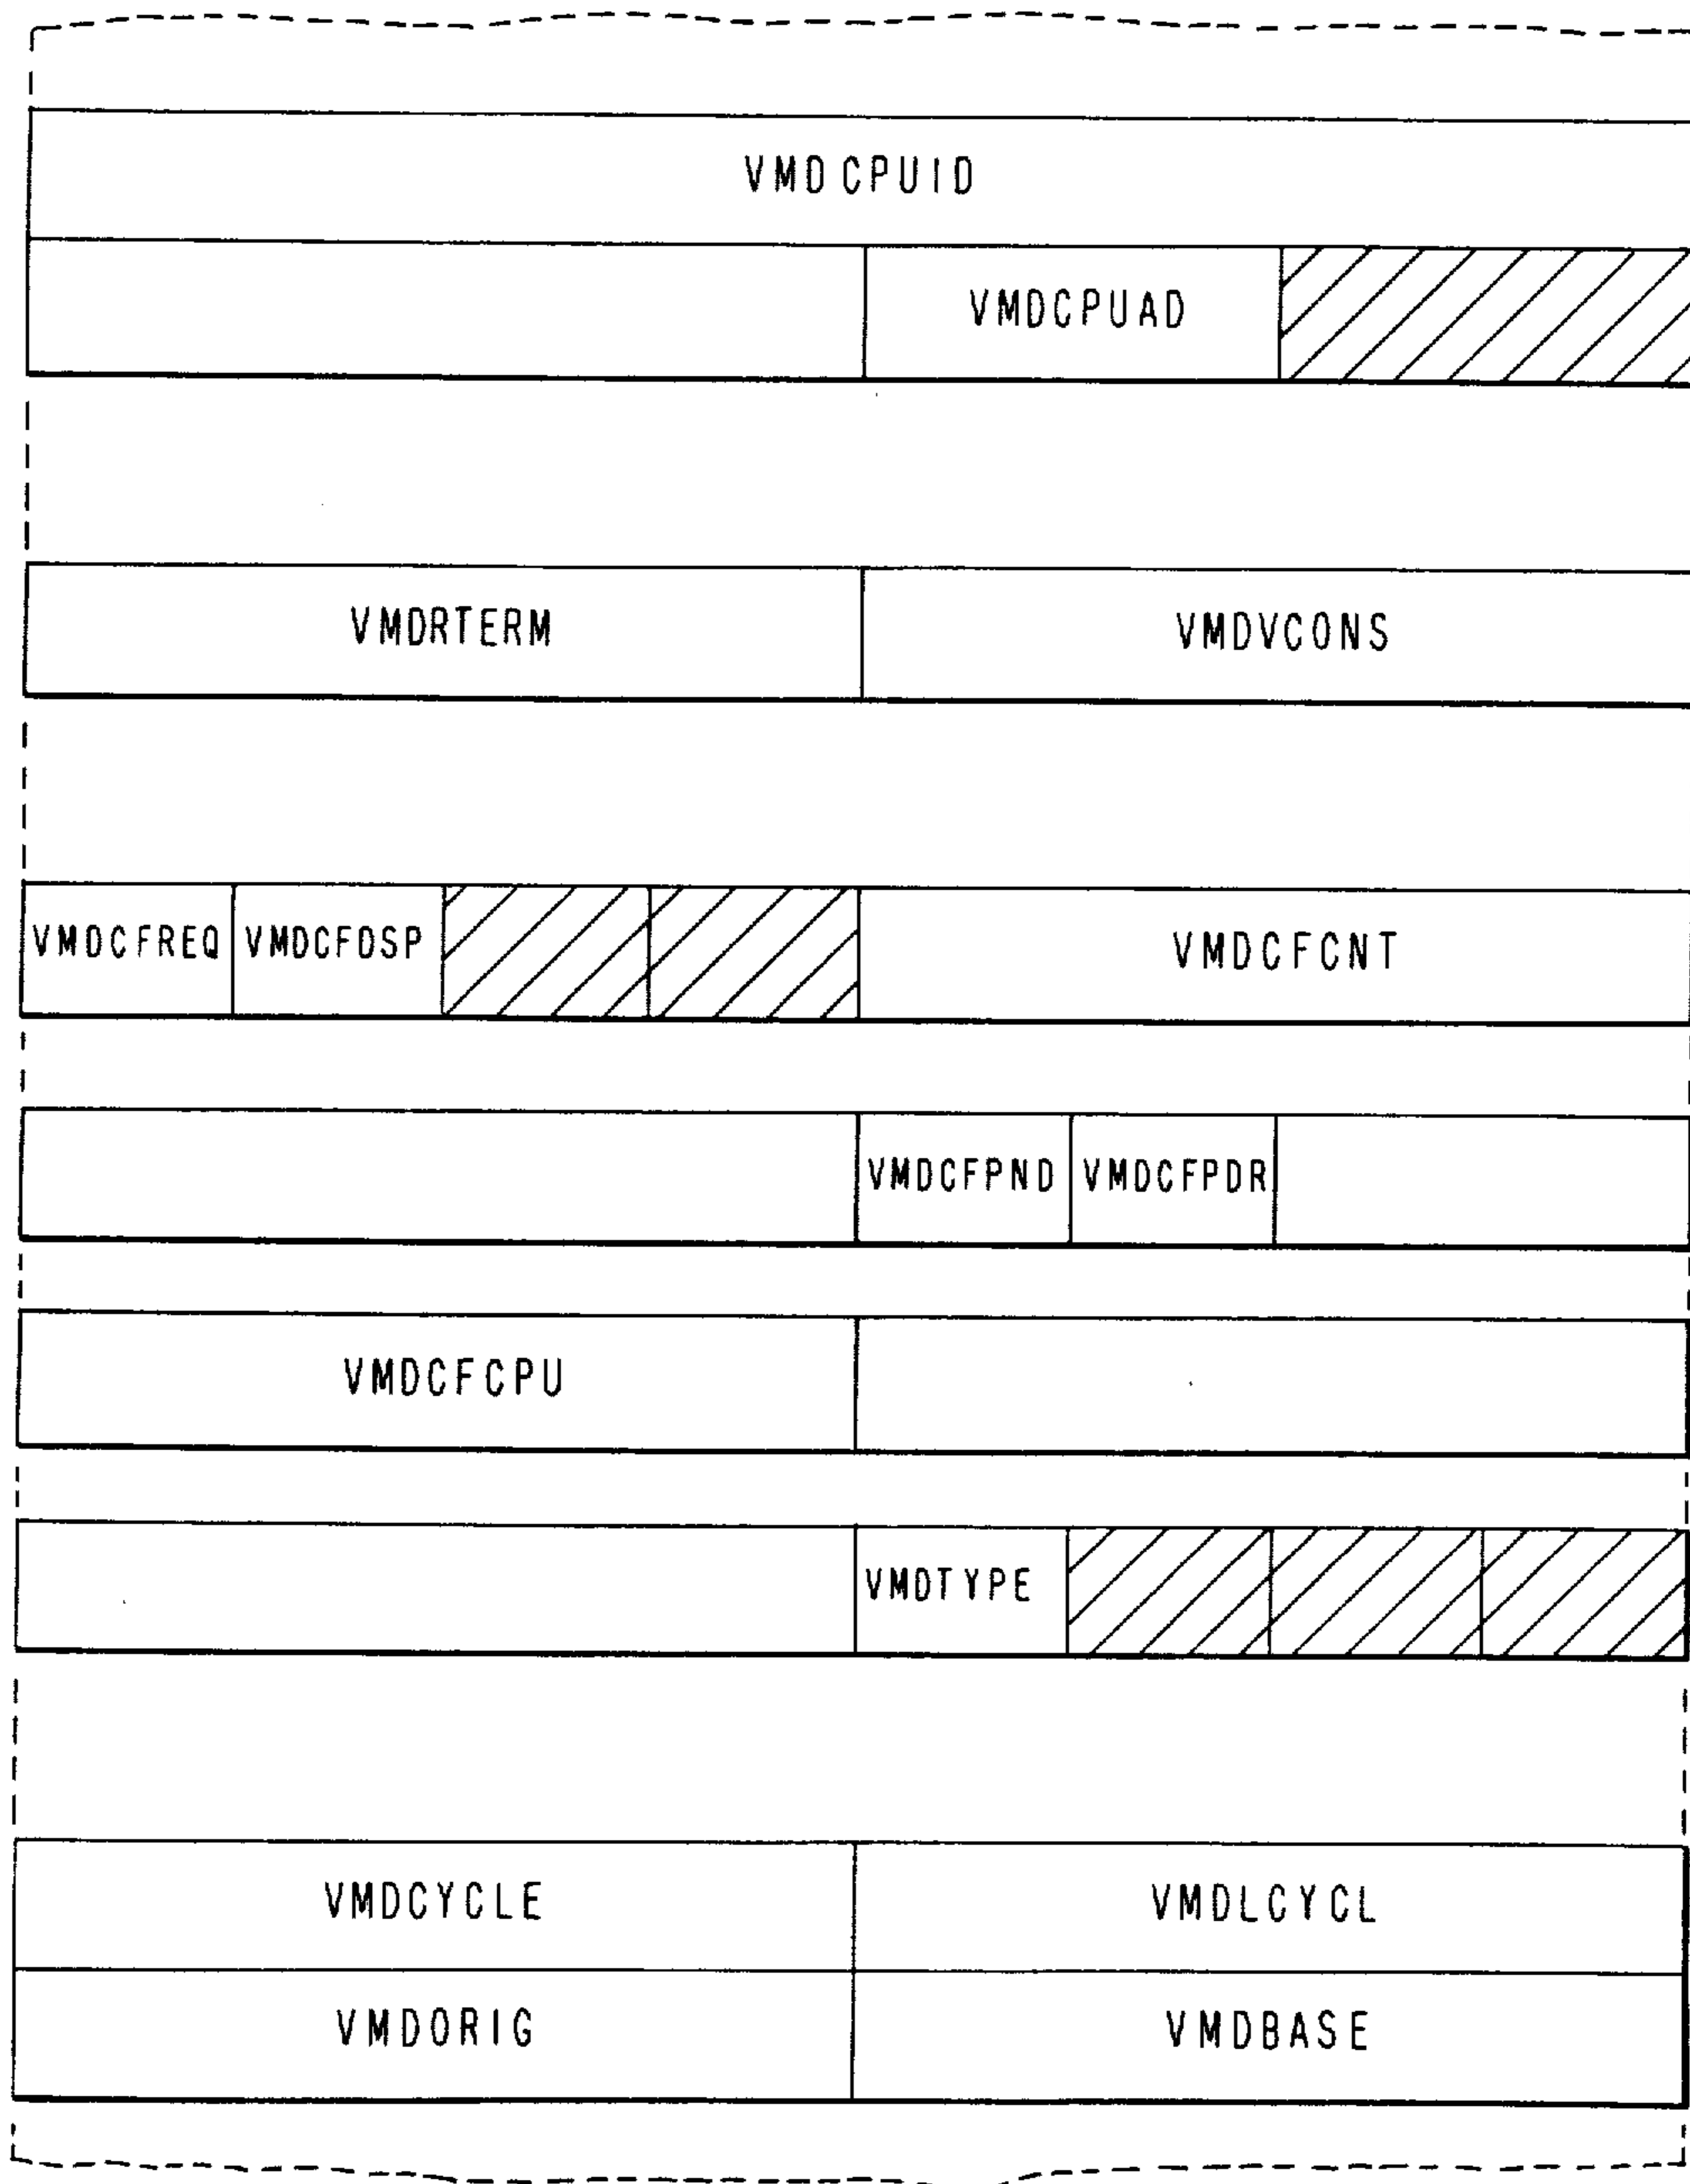 VMDCPUID
VMDCPUAD
VMDRTERM VMDVCONS
VMDCFREQ VMDCFDSP VMDCFCNT
VMDCFPND VMDCFPDR
VMDCFCPU
VMDTYPE
VMDCYCLE VMDLCYCL
VMDORIG VMDBASE